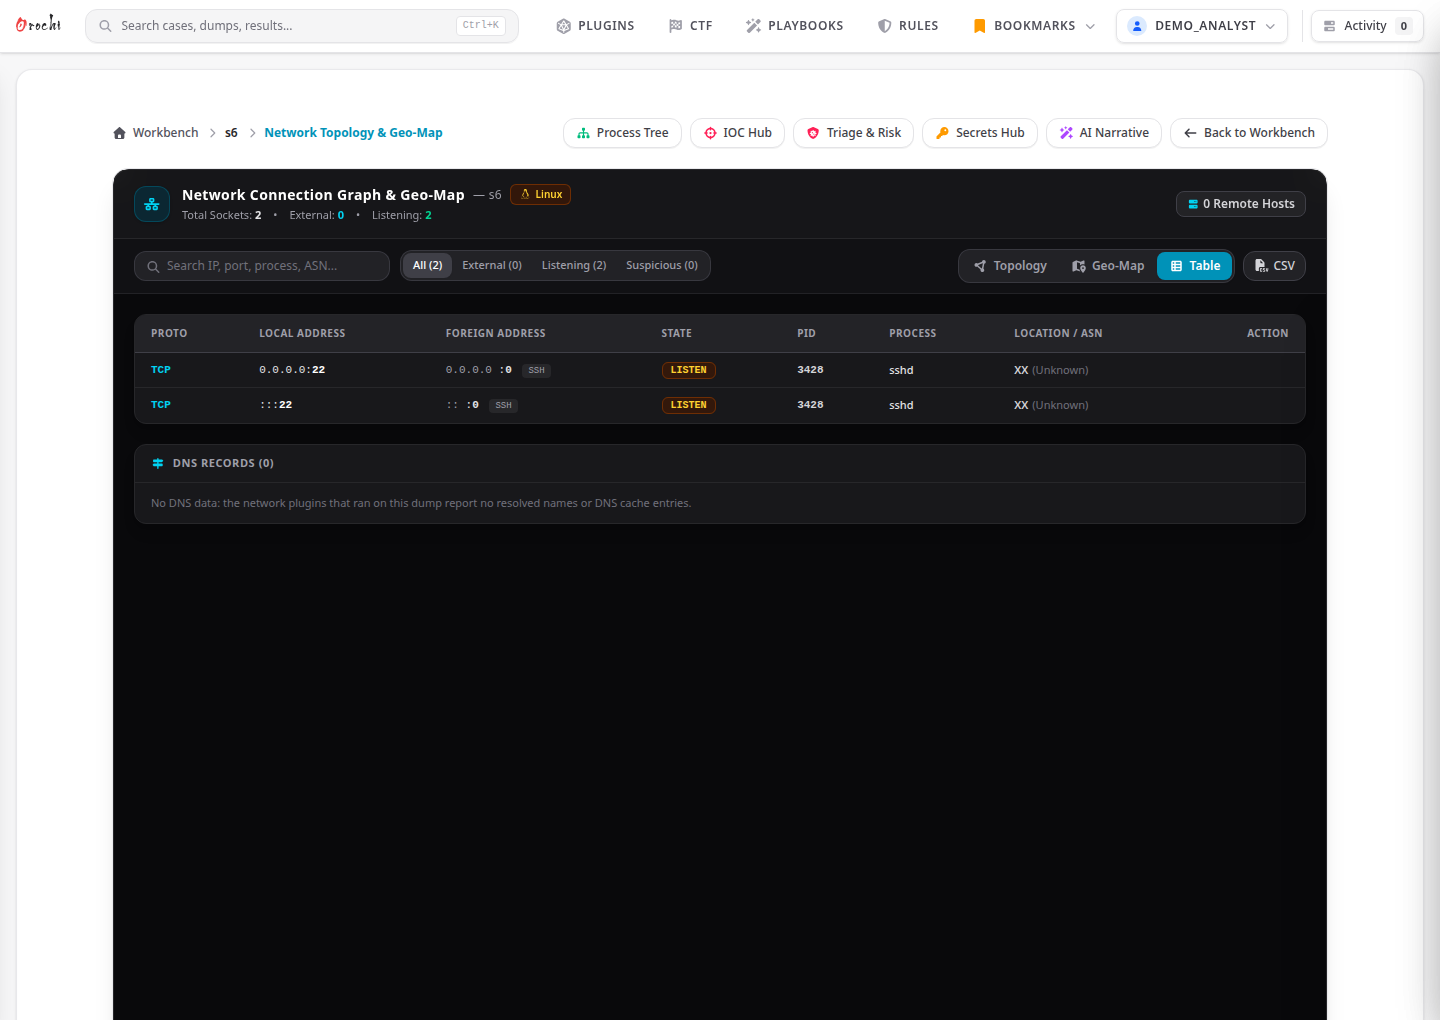 Orochi
Search cases, dumps, results...
Ctrl+K
PLUGINS
CTF
PLAYBOOKS
RULES
BOOKMARKS
DEMO_ANALYST
Activity 0
Workbench > s6 > Network Topology & Geo-Map
Process Tree
IOC Hub
Triage & Risk
Secrets Hub
AI Narrative
Back to Workbench
Network Connection Graph & Geo-Map — s6 Linux
Total Sockets: 2 • External: 0 • Listening: 2
0 Remote Hosts
Search IP, port, process, ASN...
All (2) External (0) Listening (2) Suspicious (0)
Topology Geo-Map Table
CSV
PROTO LOCAL ADDRESS FOREIGN ADDRESS STATE PID PROCESS LOCATION / ASN ACTION
TCP 0.0.0.0:22 0.0.0.0 :0 SSH LISTEN 3428 sshd XX (Unknown)
TCP :::22 :: :0 SSH LISTEN 3428 sshd XX (Unknown)
DNS RECORDS (0)
No DNS data: the network plugins that ran on this dump report no resolved names or DNS cache entries.